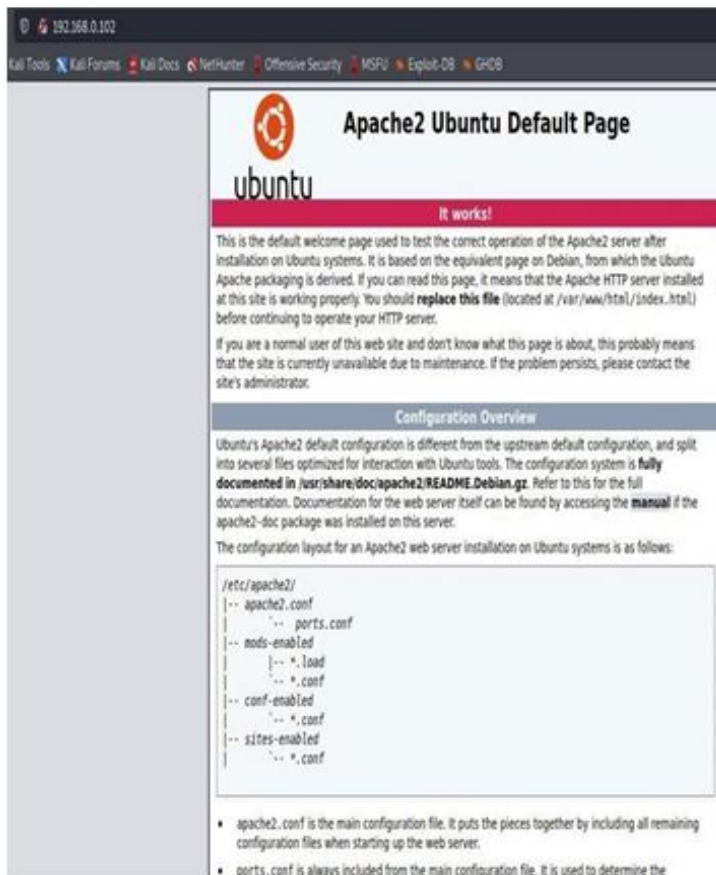 192.168.0.102
Kali Tools Kali Forums Kali Docs NetHunter Offensive Security MSFU Exploit-DB GHDB
ubuntu
Apache2 Ubuntu Default Page
It works!
This is the default welcome page used to test the correct operation of the Apache2 server after
installation on Ubuntu systems. It is based on the equivalent page on Debian, from which the Ubuntu
Apache packaging is derived. If you can read this page, it means that the Apache HTTP server installed
at this site is working properly. You should replace this file (located at /var/www/html/index.html)
before continuing to operate your HTTP server.
If you are a normal user of this web site and don't know what this page is about, this probably means
that the site is currently unavailable due to maintenance. If the problem persists, please contact the
site's administrator.
Configuration Overview
Ubuntu's Apache2 default configuration is different from the upstream default configuration, and split
into several files optimized for interaction with Ubuntu tools. The configuration system is fully
documented in /usr/share/doc/apache2/README.Debian.gz. Refer to this for the full
documentation. Documentation for the web server itself can be found by accessing the manual if the
apache2-doc package was installed on this server.
The configuration layout for an Apache2 web server installation on Ubuntu systems is as follows:
/etc/apache2/
|-- apache2.conf
|       `--  ports.conf
|-- mods-enabled
|       |-- *.load
|       `-- *.conf
|-- conf-enabled
|       `-- *.conf
|-- sites-enabled
|       `-- *.conf
• apache2.conf is the main configuration file. It puts the pieces together by including all remaining
configuration files when starting up the web server.
• ports.conf is always included from the main configuration file. It is used to determine the